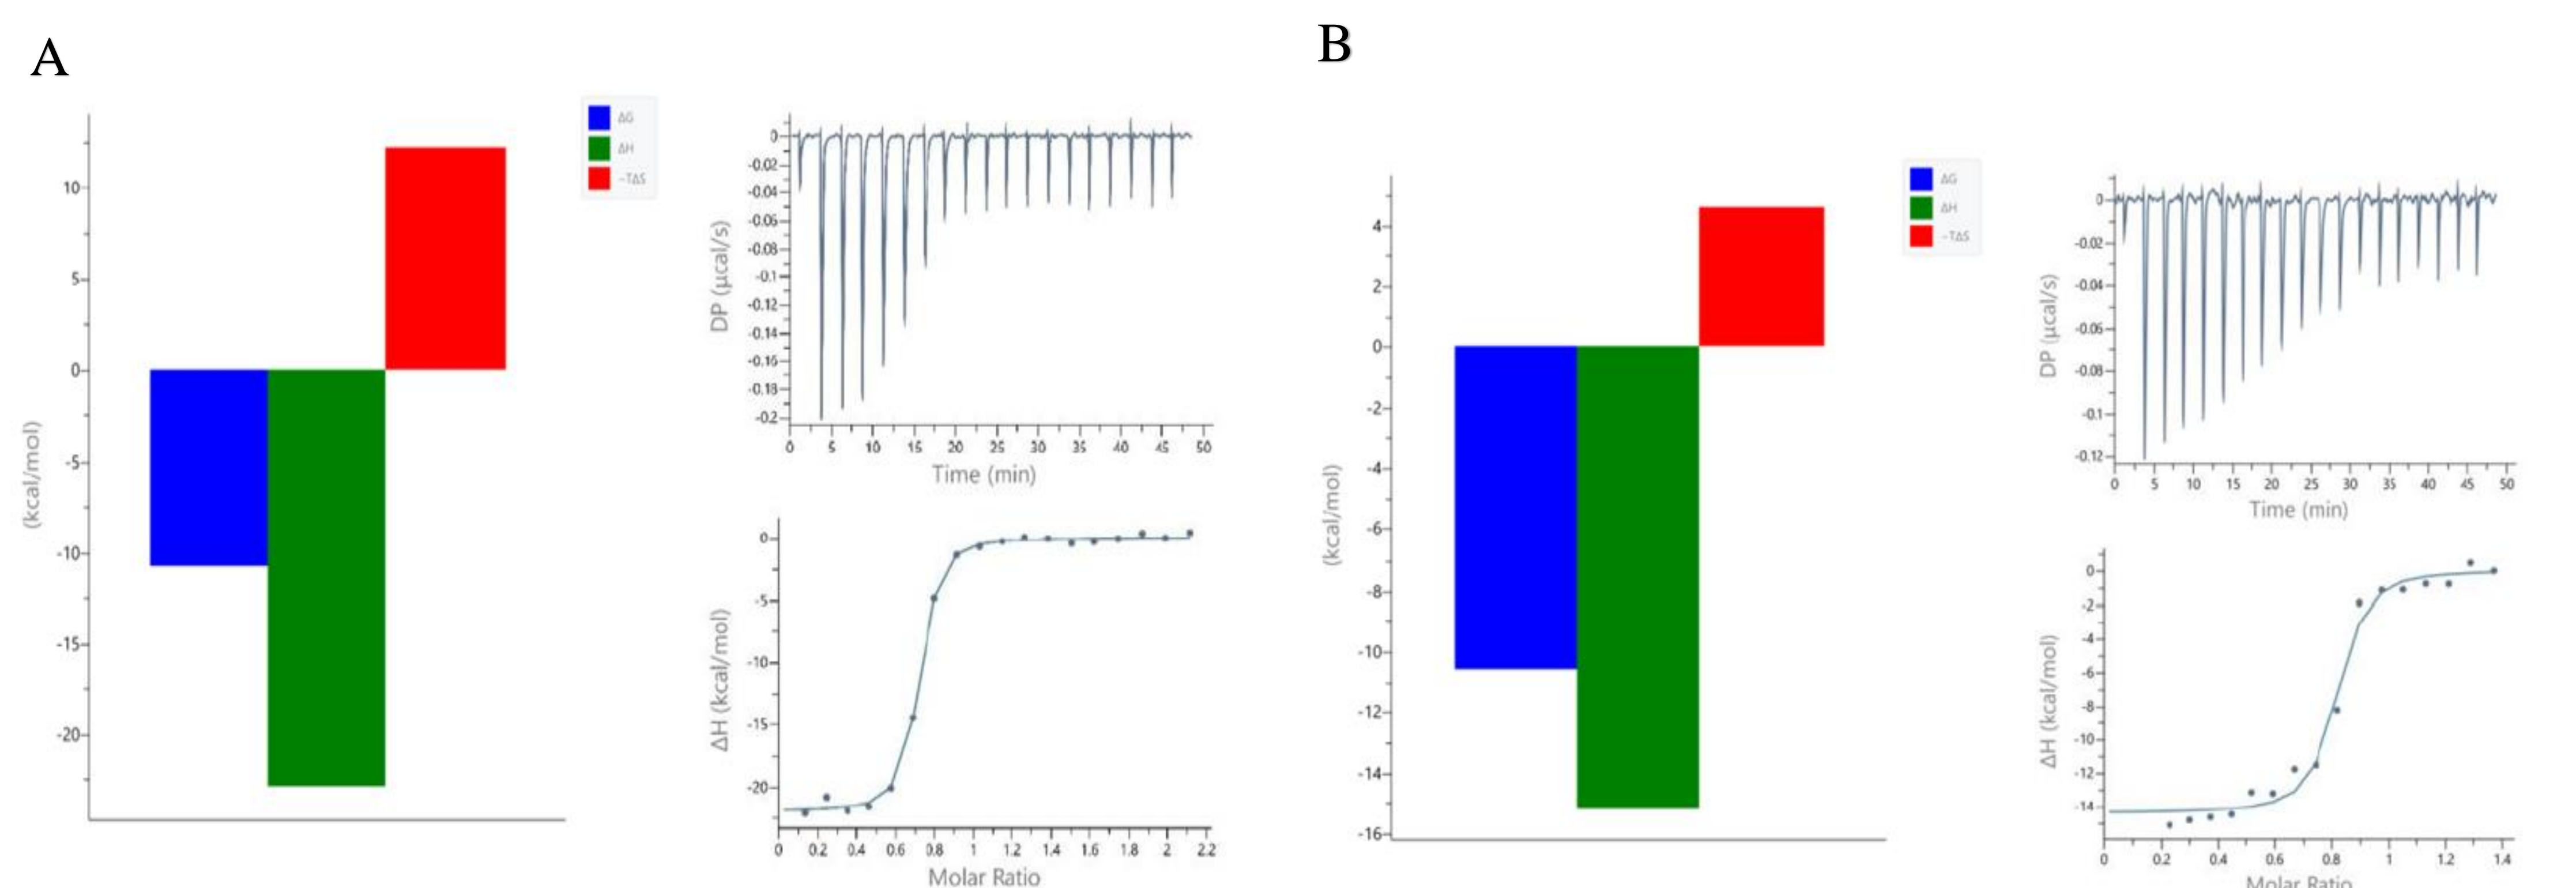 A
B
ΔG
ΔH
-TΔS
10
5
0
-5
-10
-15
-20
(kcal/mol)
0
-0.02
-0.04
-0.06
-0.08
-0.1
-0.12
-0.14
-0.16
-0.18
-0.2
DP (μcal/s)
0 5 10 15 20 25 30 35 40 45 50
Time (min)
0
-5
-10
-15
-20
ΔH (kcal/mol)
0 0.2 0.4 0.6 0.8 1 1.2 1.4 1.6 1.8 2 2.2
Molar Ratio
ΔG
ΔH
-TΔS
4
2
0
-2
-4
-6
-8
-10
-12
-14
-16
(kcal/mol)
0
-0.02
-0.04
-0.06
-0.08
-0.1
-0.12
DP (μcal/s)
0 5 10 15 20 25 30 35 40 45 50
Time (min)
0
-2
-4
-6
-8
-10
-12
-14
ΔH (kcal/mol)
0 0.2 0.4 0.6 0.8 1 1.2 1.4
Molar Ratio